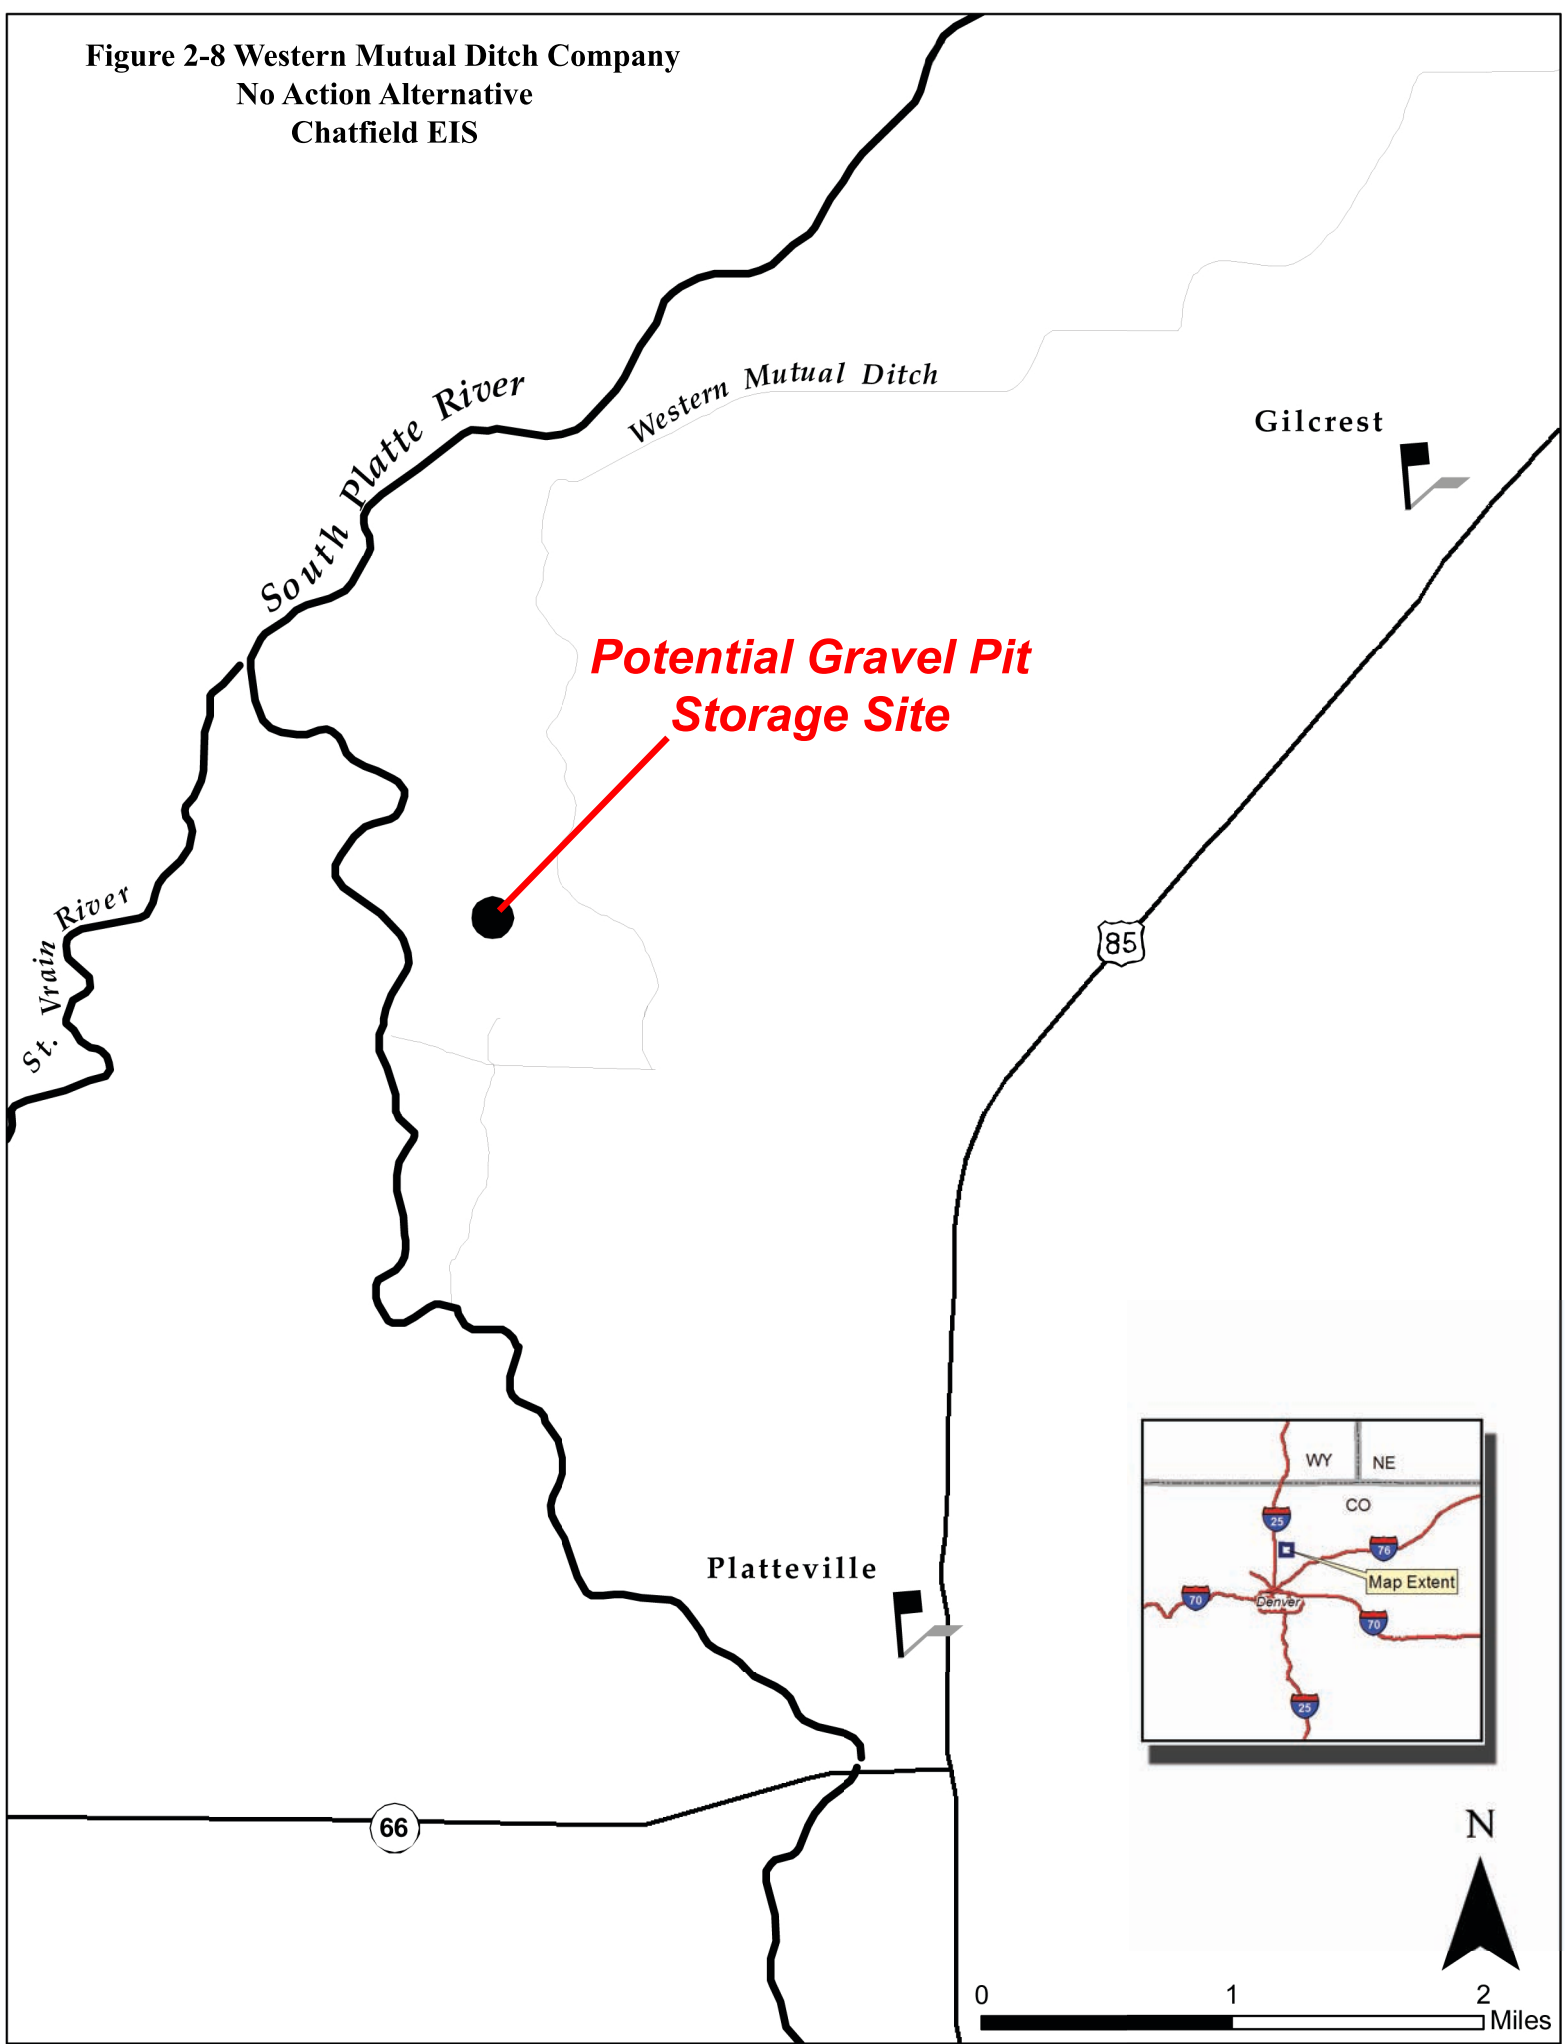 Figure 2-8 Western Mutual Ditch Company
No Action Alternative
Chatfield EIS
Western Mutual Ditch
South Platte River
Gilcrest
Potential Gravel Pit
Storage Site
St. Vrain River
85
Platteville
WY
NE
CO
25
76
Map Extent
70
Denver
70
25
66
N
0 1 2
Miles